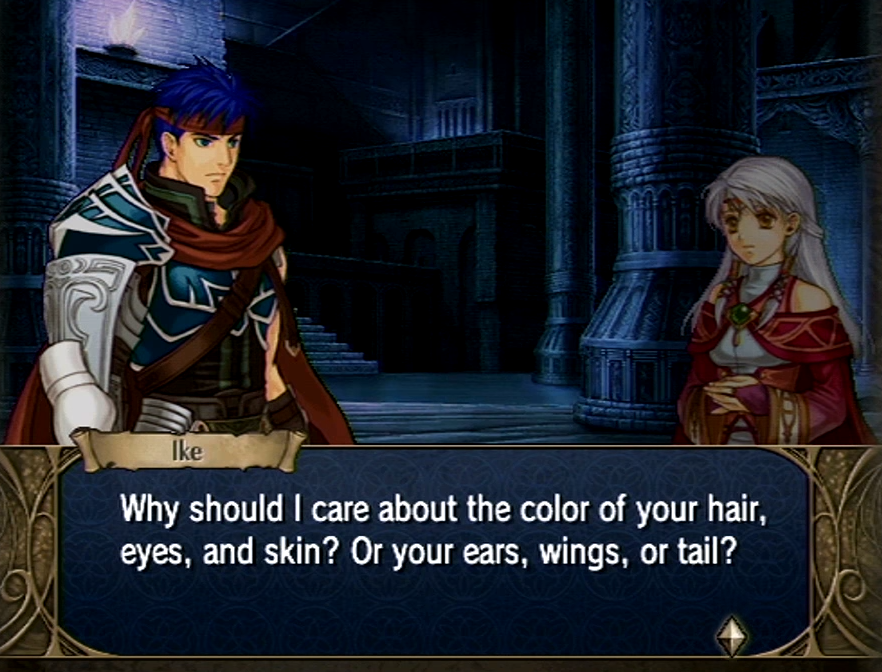 Ike
Why should I care about the color of your hair,
eyes, and skin? Or your ears, wings, or tail?